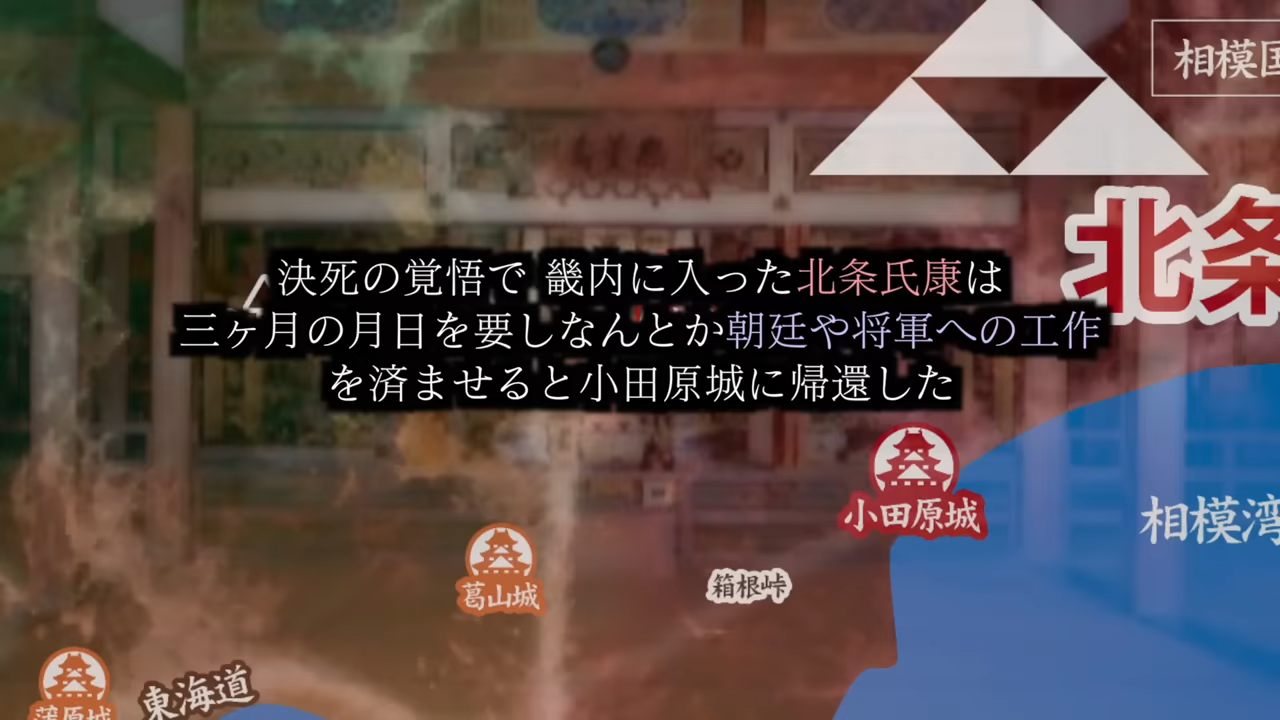 相模国
北条
決死の覚悟で 畿内に入った北条氏康は
三ヶ月の月日を要しなんとか朝廷や将軍への工作
を済ませると小田原城に帰還した
小田原城
相模湾
葛山城
箱根峠
蒲原城
東海道